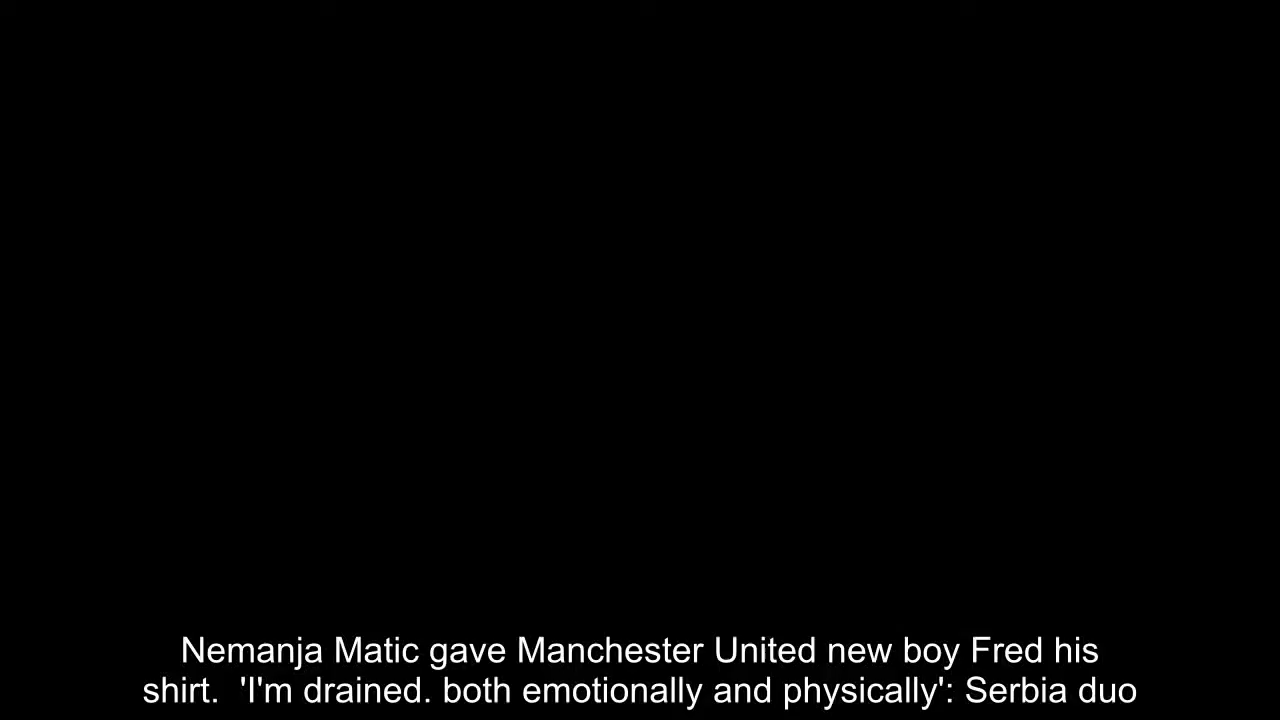 Nemanja Matic gave Manchester United new boy Fred his
shirt.  'I'm drained. both emotionally and physically': Serbia duo